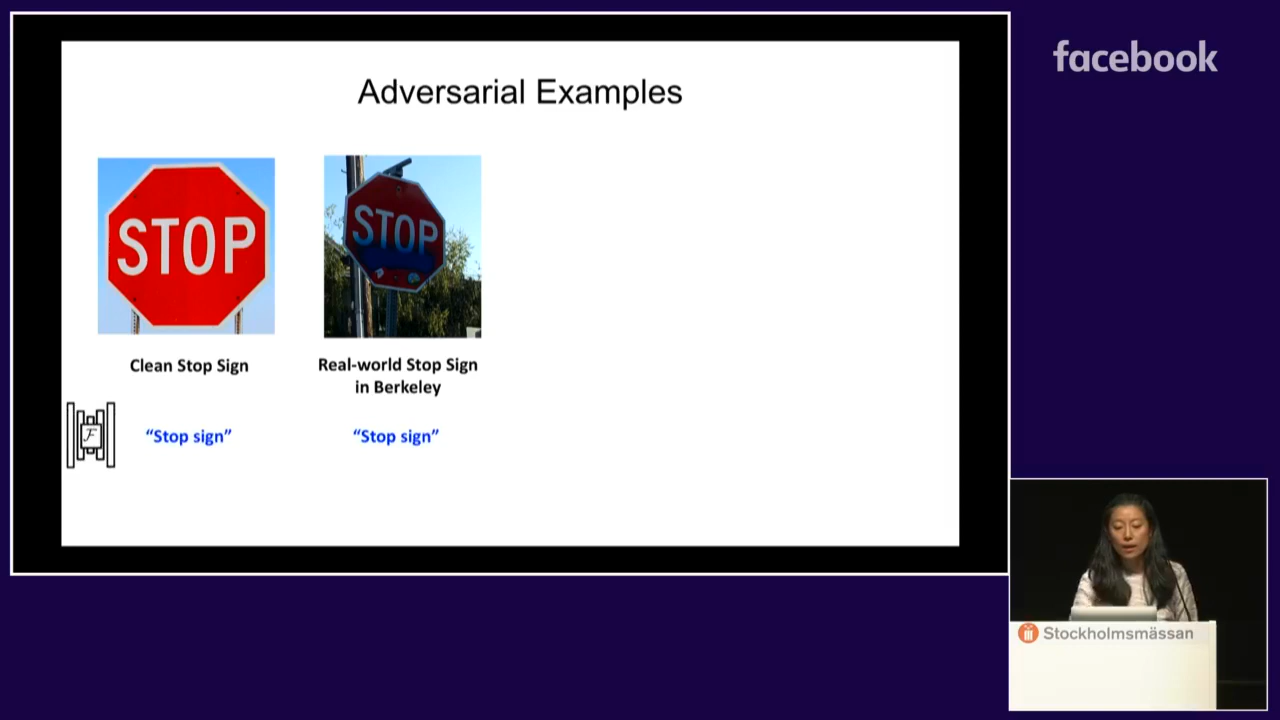 facebook
Adversarial Examples
STOP
STOP
Clean Stop Sign
Real-world Stop Sign
in Berkeley
F
“Stop sign”
“Stop sign”
Stockholmsmässan